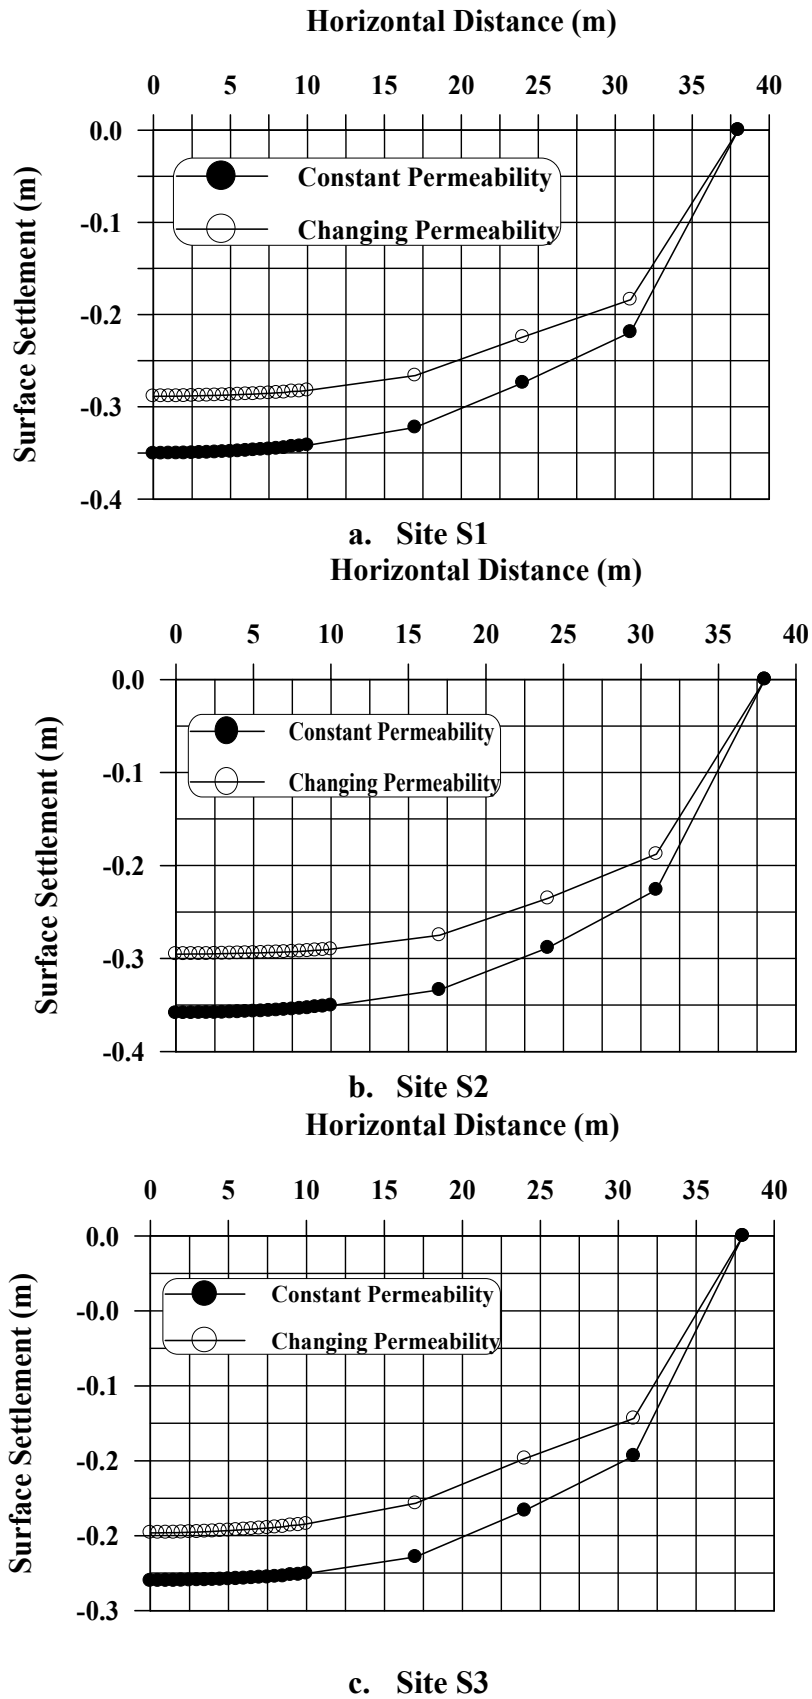 Horizontal Distance (m)
0 5 10 15 20 25 30 35 40
Surface Settlement (m)
0.0
-0.1
-0.2
-0.3
-0.4
Constant Permeability
Changing Permeability
a. Site S1
Horizontal Distance (m)
0 5 10 15 20 25 30 35 40
Surface Settlement (m)
0.0
-0.1
-0.2
-0.3
-0.4
Constant Permeability
Changing Permeability
b. Site S2
Horizontal Distance (m)
0 5 10 15 20 25 30 35 40
Surface Settlement (m)
0.0
-0.0
-0.1
-0.2
-0.2
-0.3
Constant Permeability
Changing Permeability
c. Site S3